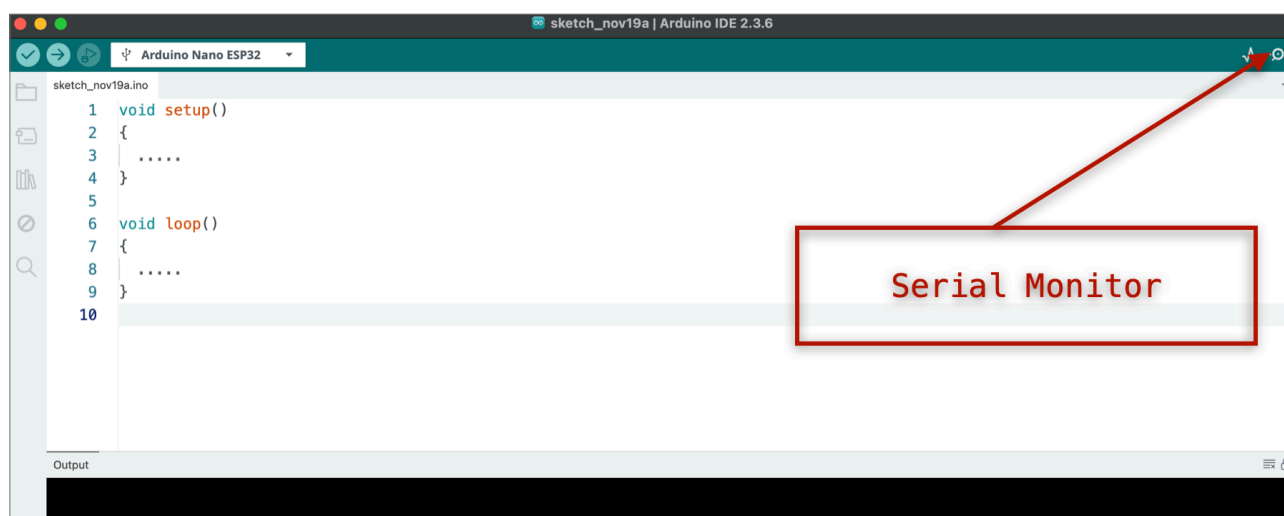 sketch_nov19a | Arduino IDE 2.3.6
Arduino Nano ESP32
sketch_nov19a.ino
1 void setup()
2 {
3 .....
4 }
5
6 void loop()
7 {
8 .....
9 }
10
Serial Monitor
Output